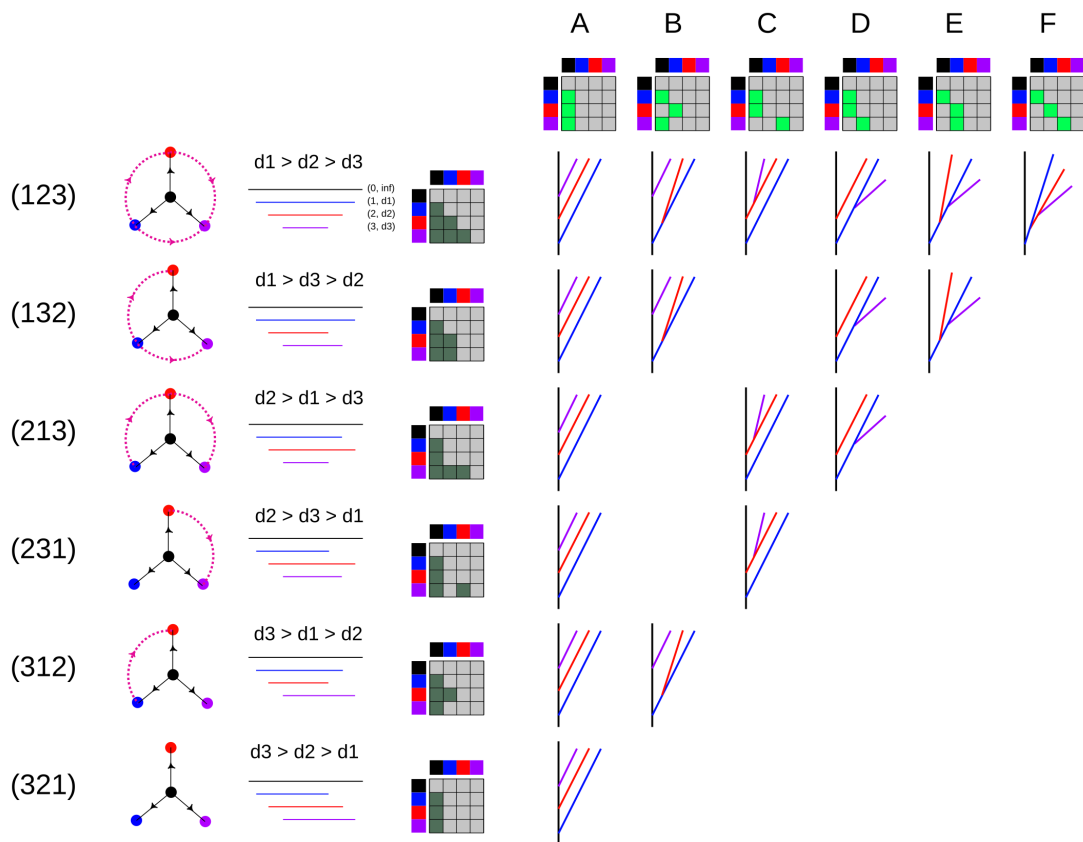 A B C D E F
(123)
d1 > d2 > d3
(0, inf)
(1, d1)
(2, d2)
(3, d3)
(132)
d1 > d3 > d2
(213)
d2 > d1 > d3
(231)
d2 > d3 > d1
(312)
d3 > d1 > d2
(321)
d3 > d2 > d1